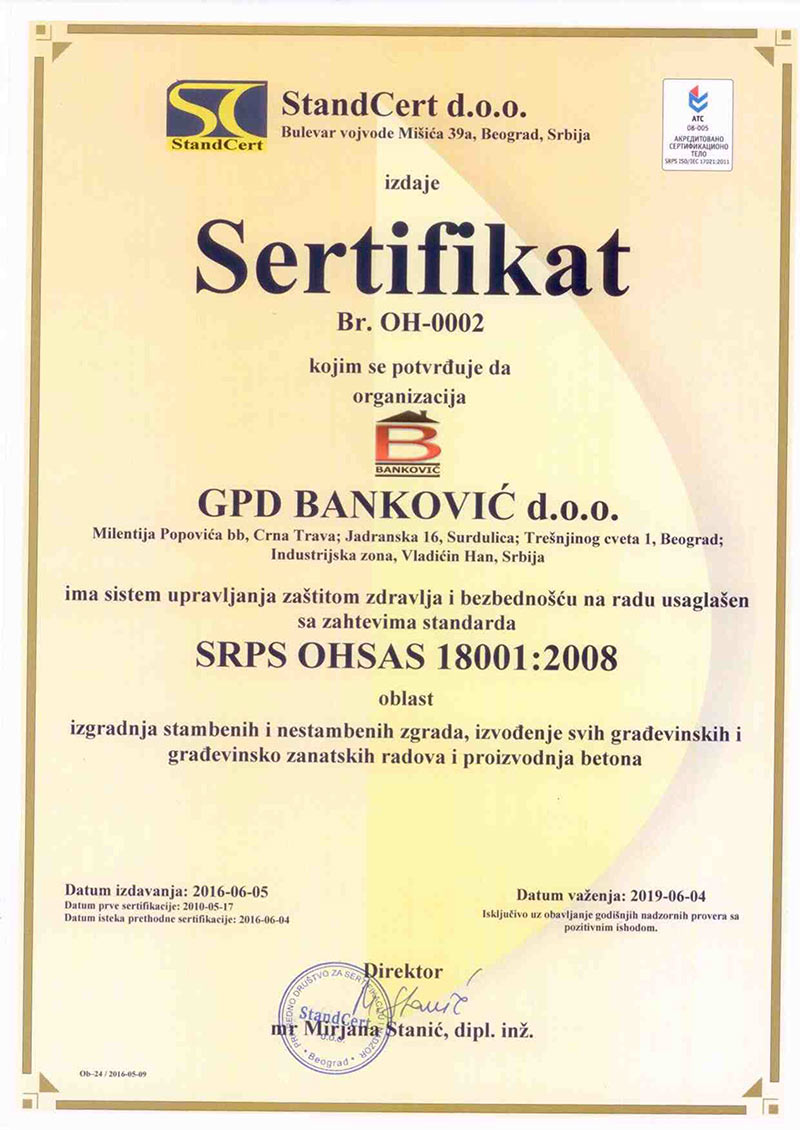 StandCert
StandCert d.o.o.
Bulevar vojvode Mišića 39a, Beograd, Srbija
ATC
08-005
АКРЕДИТОВАНО
СЕРТИФИКАЦИОНО
ТЕЛО
SRPS ISO/IEC 17021:2011
izdaje
Sertifikat
Br. OH-0002
kojim se potvrđuje da
organizacija
B
BANKOVIĆ
GPD BANKOVIĆ d.o.o.
Milentija Popovića bb, Crna Trava; Jadranska 16, Surdulica; Trešnjinog cveta 1, Beograd;
Industrijska zona, Vladičin Han, Srbija
ima sistem upravljanja zaštitom zdravlja i bezbednošću na radu usaglašen
sa zahtevima standarda
SRPS OHSAS 18001:2008
oblast
izgradnja stambenih i nestambenih zgrada, izvođenje svih građevinskih i
građevinsko zanatskih radova i proizvodnja betona
Datum izdavanja: 2016-06-05
Datum prve sertifikacije: 2010-05-17
Datum isteka prethodne sertifikacije: 2016-06-04
Datum važenja: 2019-06-04
Isključivo uz obavljanje godišnjih nadzornih provera sa
pozitivnim ishodom.
Direktor
M Stanić
mr Mirjana Stanić, dipl. inž.
PRIVREDNO DRUŠTVO ZA SERTIFIKACIJU I NADZOR
StandCert
d.o.o.
Beograd
Ob-24 / 2016-05-09